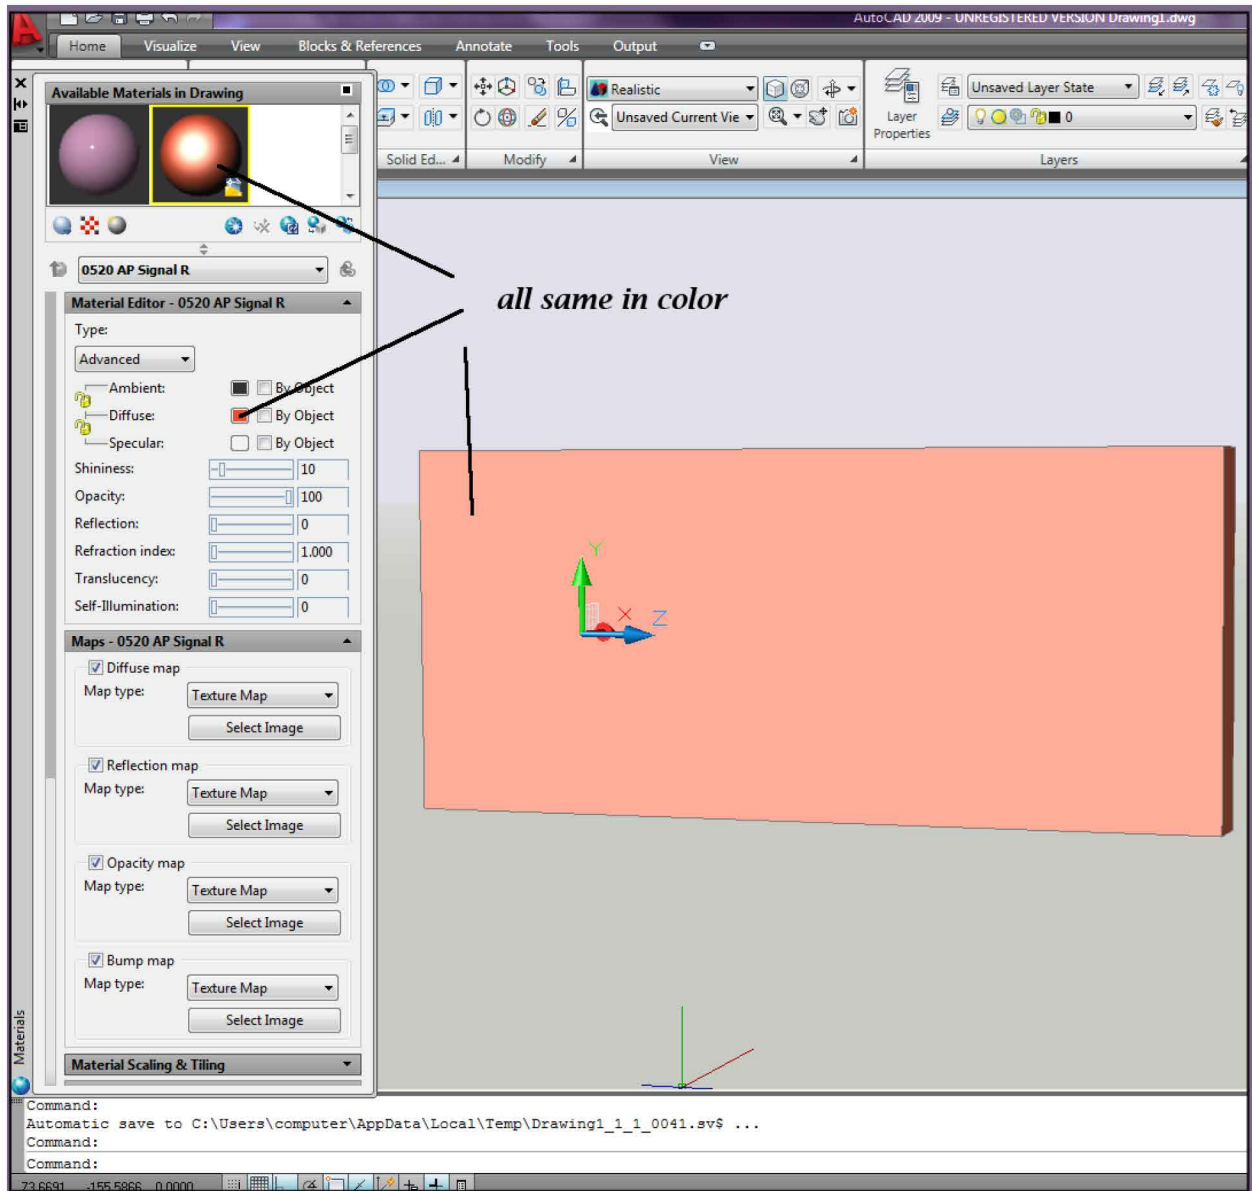 AutoCAD 2009 - UNREGISTERED VERSION Drawing1.dwg
Home Visualize View Blocks & References Annotate Tools Output
Available Materials in Drawing
Realistic
Unsaved Current Vie
Layer
Properties
Unsaved Layer State
0
Solid Ed... Modify View Layers
0520 AP Signal R
Material Editor - 0520 AP Signal R
Type:
Advanced
Ambient: By Object
Diffuse: By Object
Specular: By Object
Shininess: 10
Opacity: 100
Reflection: 0
Refraction index: 1.000
Translucency: 0
Self-Illumination: 0
Maps - 0520 AP Signal R
Diffuse map
Map type: Texture Map
Select Image
Reflection map
Map type: Texture Map
Select Image
Opacity map
Map type: Texture Map
Select Image
Bump map
Map type: Texture Map
Select Image
Material Scaling & Tiling
Materials
all same in color
Y
X
Z
Command:
Automatic save to C:\Users\computer\AppData\Local\Temp\Drawing1_1_1_0041.sv$ ...
Command:
Command:
73.6691, -155.5866, 0.0000